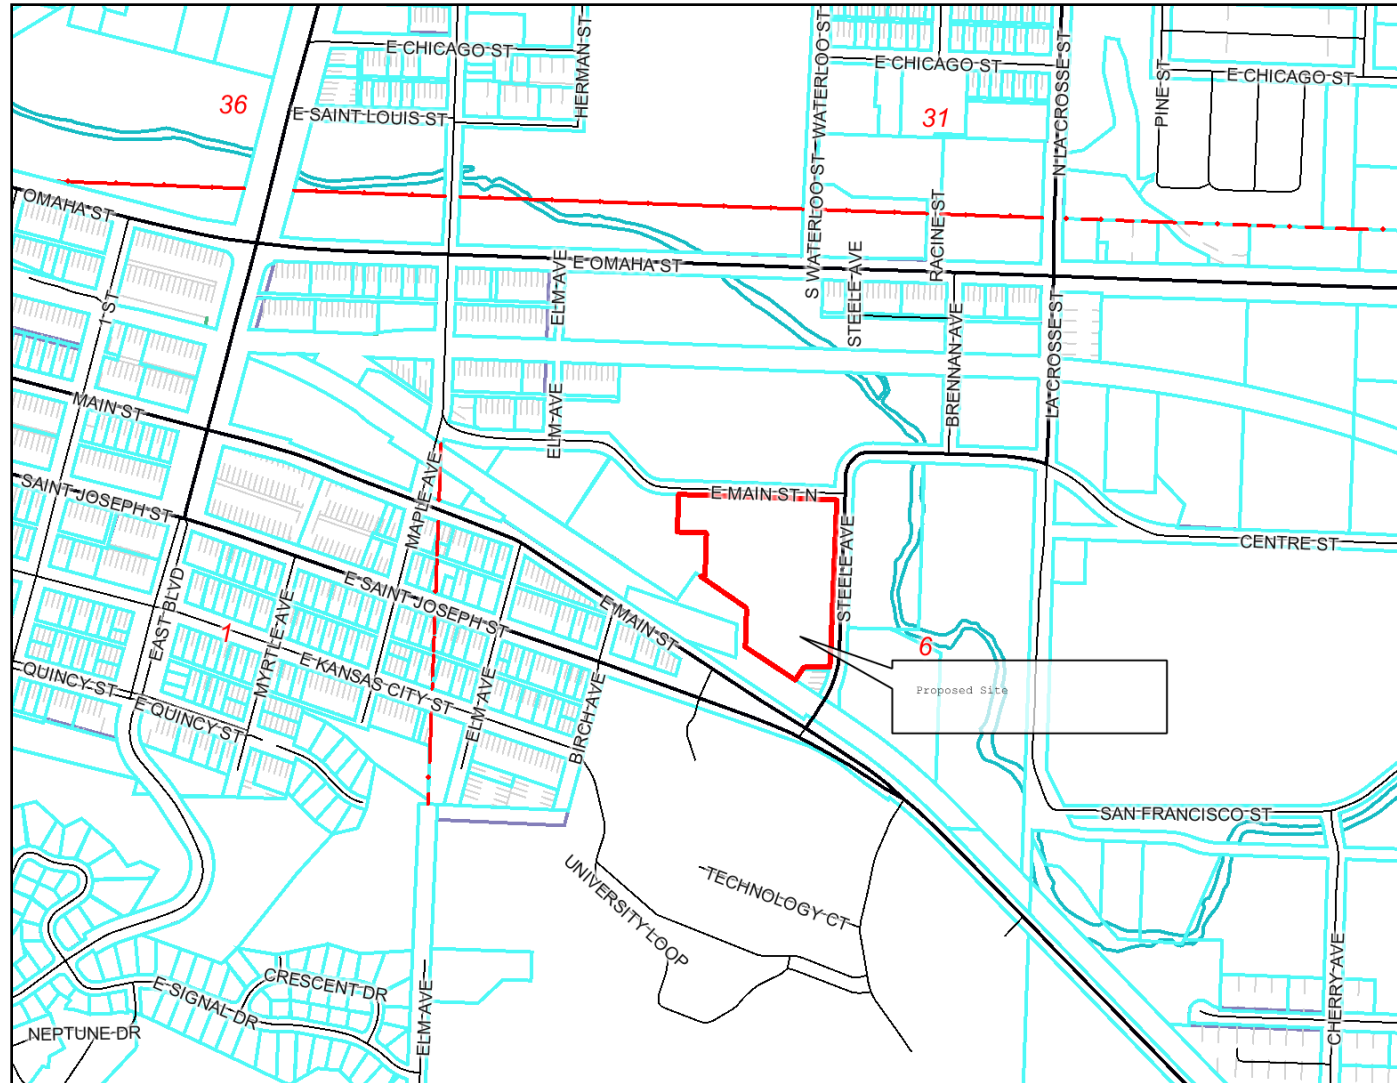 E CHICAGO ST
HERMAN ST
S WATERLOO ST
WATERLOO ST
E CHICAGO ST
N LA CROSSE ST
PINE ST
E CHICAGO ST
36
E SAINT LOUIS ST
31
OMAHA ST
RACINE ST
E OMAHA ST
ELM AVE
STEELE AVE
S WATERLOO ST
1 ST
LA CROSSE ST
BRENNAN AVE
MAIN ST
ELM AVE
MAPLE AVE
SAINT JOSEPH ST
E MAIN ST N
CENTRE ST
STEELE AVE
E SAINT JOSEPH ST
E MAIN ST
EAST BLVD
MYRTLE AVE
1
6
E KANSAS CITY ST
ELM AVE
BIRCH AVE
QUINCY ST
E QUINCY ST
Proposed Site
SAN FRANCISCO ST
UNIVERSITY LOOP
TECHNOLOGY CT
CRESCENT DR
E SIGNAL DR
ELM AVE
NEPTUNE DR
CHERRY AVE